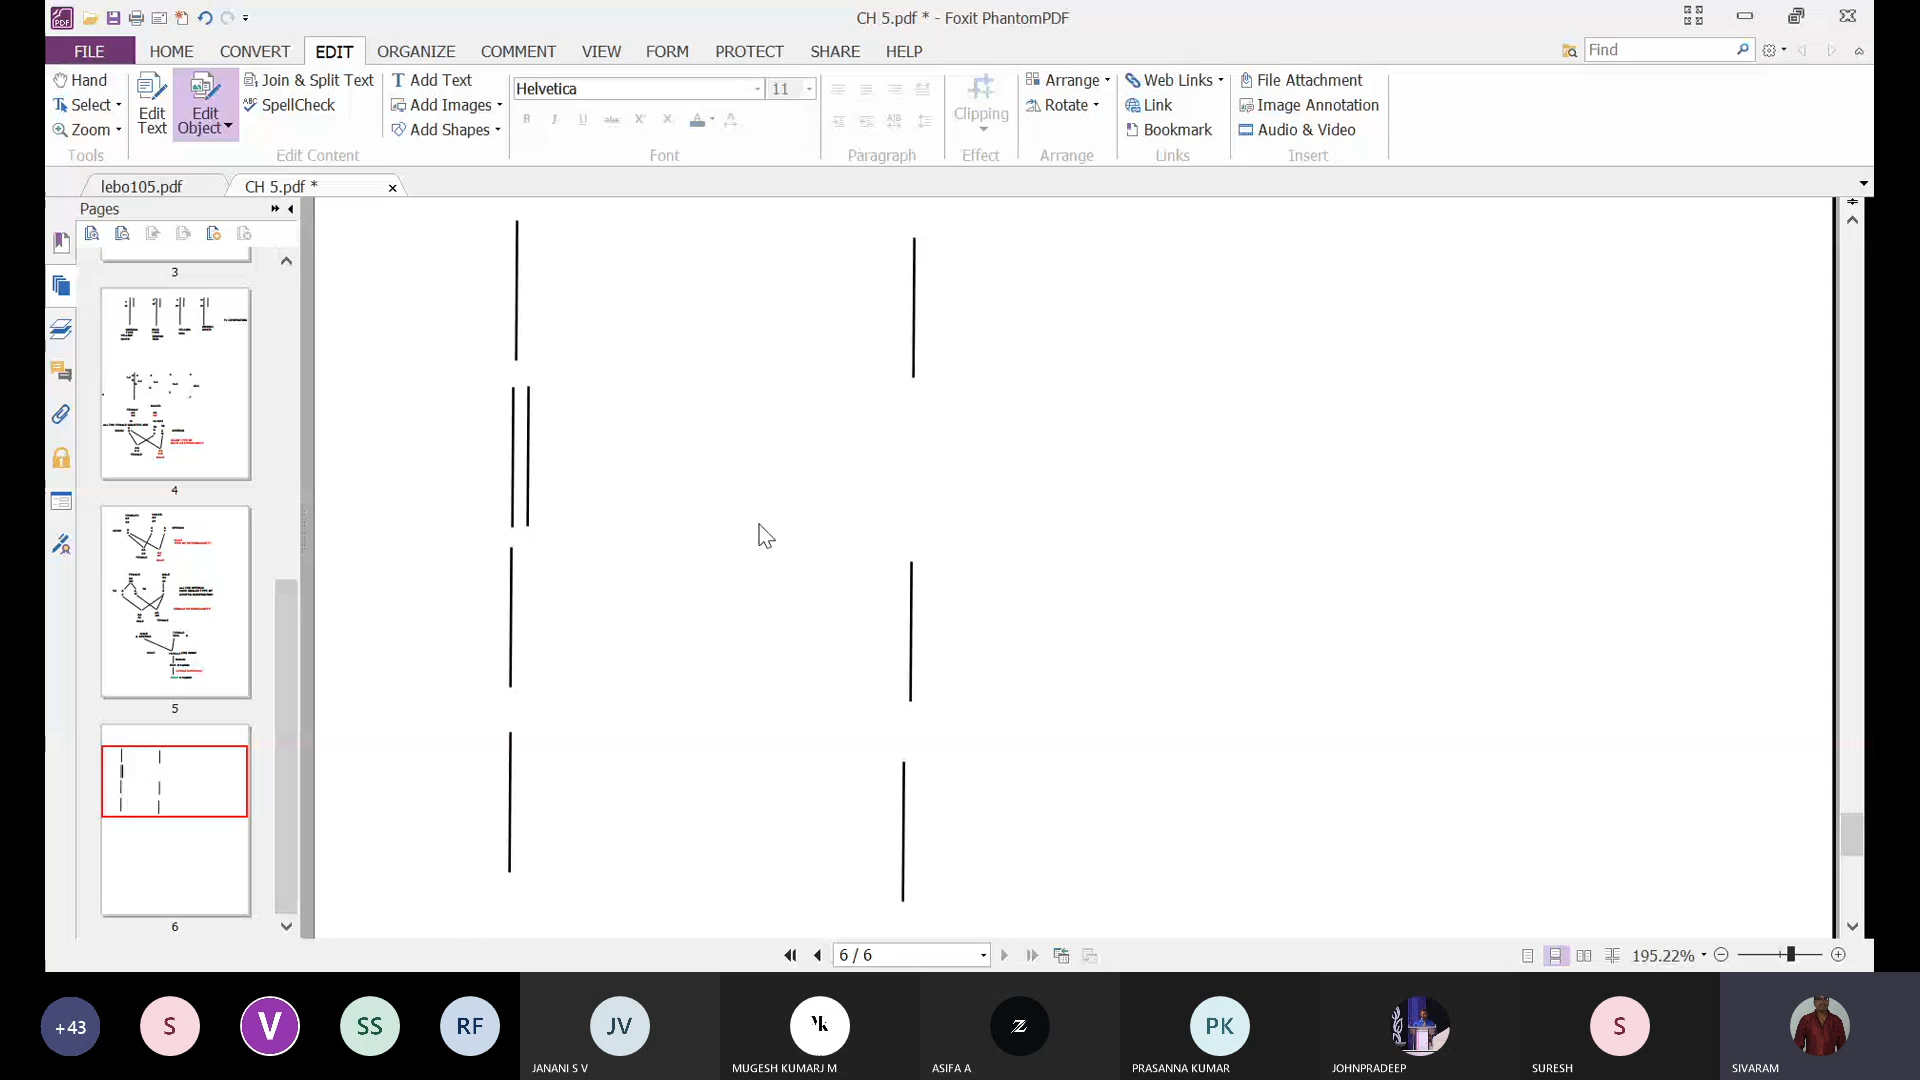 CH 5.pdf * - Foxit PhantomPDF
FILE HOME CONVERT EDIT ORGANIZE COMMENT VIEW FORM PROTECT SHARE HELP Find
Hand
Select
Zoom
Tools
Edit Text
Edit Object
Join & Split Text
SpellCheck
Edit Content
Add Text
Add Images
Add Shapes
Helvetica 11
B I U abc X X A
Font
Paragraph
Clipping
Effect
Arrange
Rotate
Arrange
Web Links
Link
Bookmark
Links
File Attachment
Image Annotation
Audio & Video
Insert
lebo105.pdf CH 5.pdf *
Pages
3
4
5
6
6 / 6 195.22%
+43 S V SS RF JV PK S
JANANI S V MUGESH KUMARJ M ASIFA A PRASANNA KUMAR JOHNPRADEEP SURESH SIVARAM